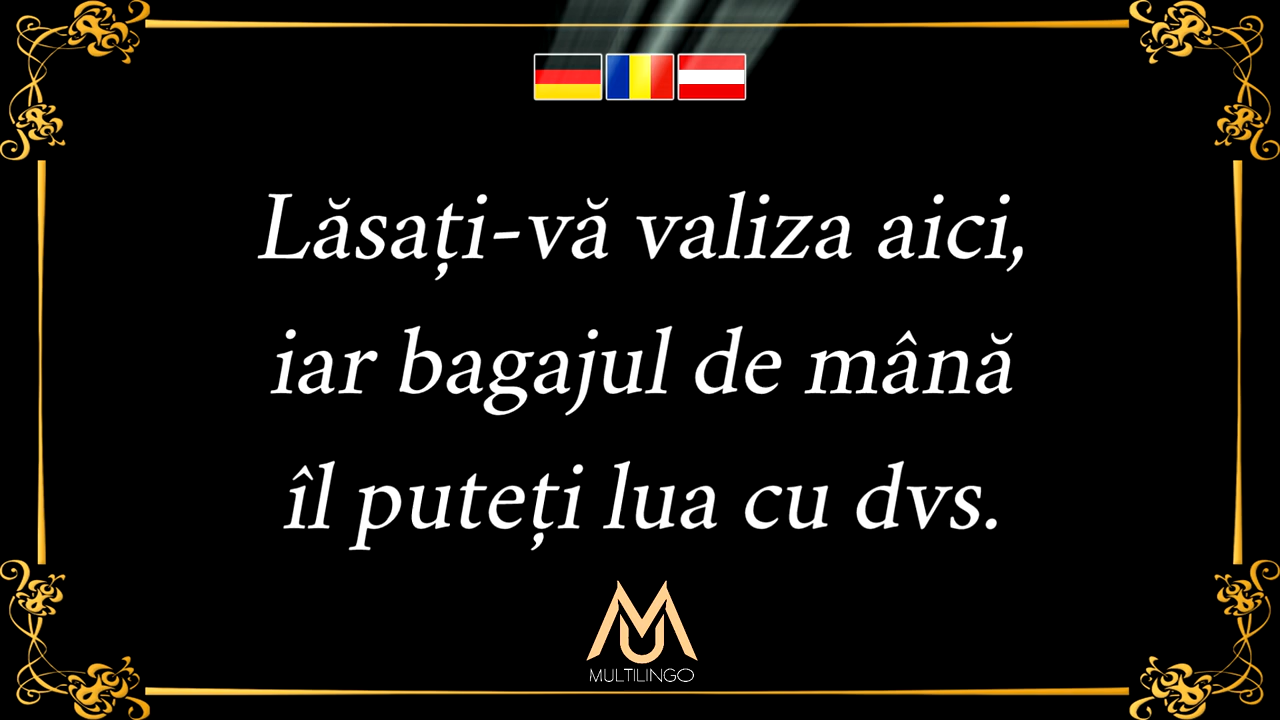 Lăsați-vă valiza aici,
iar bagajul de mână
îl puteți lua cu dvs.
MULTILINGO